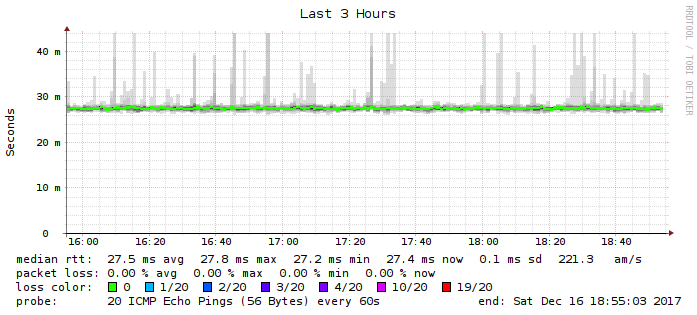 Last 3 Hours
RRDTOOL / TOBI OETIKER
Seconds
40 m
30 m
20 m
10 m
0
16:00 16:20 16:40 17:00 17:20 17:40 18:00 18:20 18:40
median rtt: 27.5 ms avg 27.8 ms max 27.2 ms min 27.4 ms now 0.1 ms sd 221.3 am/s
packet loss: 0.00 % avg 0.00 % max 0.00 % min 0.00 % now
loss color: 0 1/20 2/20 3/20 4/20 10/20 19/20
probe: 20 ICMP Echo Pings (56 Bytes) every 60s end: Sat Dec 16 18:55:03 2017